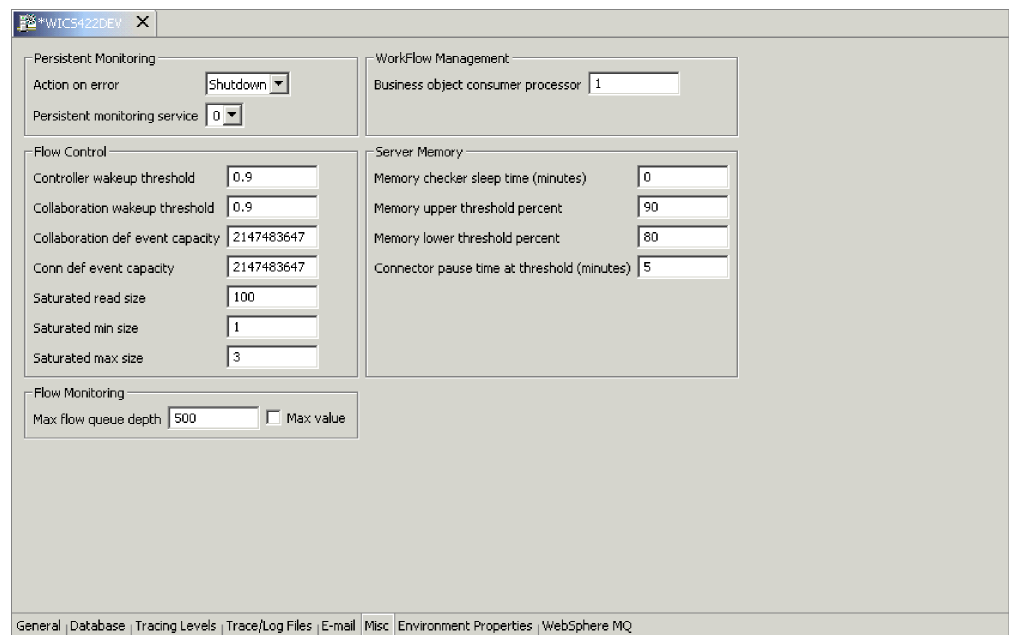 *WICS422DEV
Persistent Monitoring
Action on error Shutdown
Persistent monitoring service 0
WorkFlow Management
Business object consumer processor 1
Flow Control
Controller wakeup threshold 0.9
Collaboration wakeup threshold 0.9
Collaboration def event capacity 2147483647
Conn def event capacity 2147483647
Saturated read size 100
Saturated min size 1
Saturated max size 3
Server Memory
Memory checker sleep time (minutes) 0
Memory upper threshold percent 90
Memory lower threshold percent 80
Connector pause time at threshold (minutes) 5
Flow Monitoring
Max flow queue depth 500 Max value
General Database Tracing Levels Trace/Log Files E-mail Misc Environment Properties WebSphere MQ